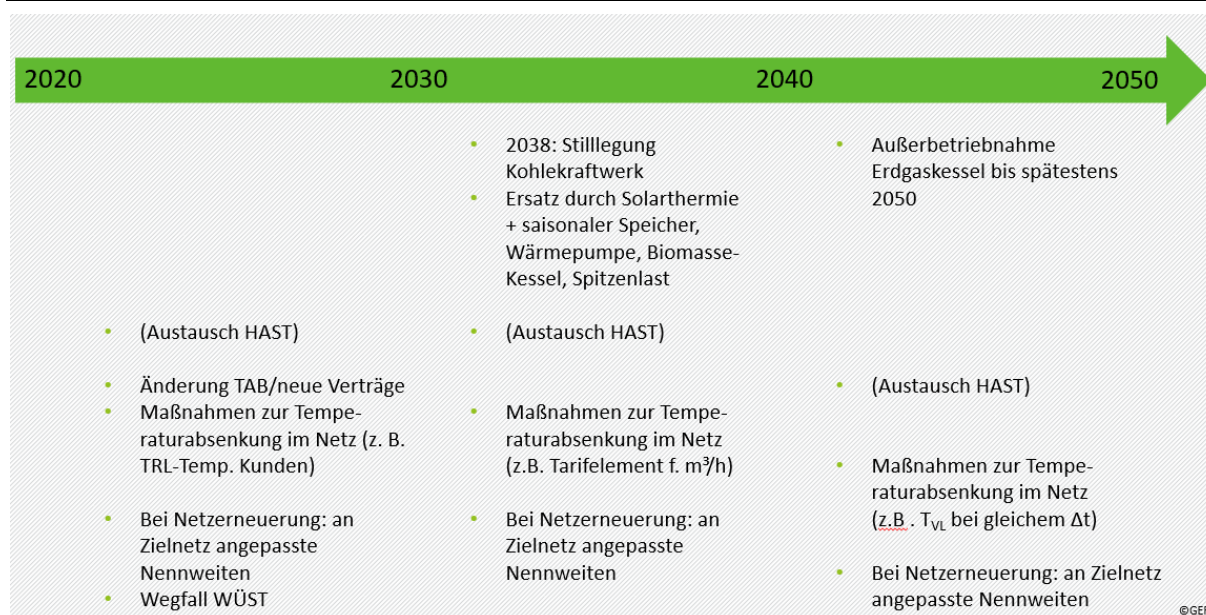 2020 2030 2040 2050
(Austausch HAST)
Änderung TAB/neue Verträge
Maßnahmen zur Tempe-
raturabsenkung im Netz (z. B.
TRL-Temp. Kunden)
Bei Netzerneuerung: an
Zielnetz angepasste
Nennweiten
Wegfall WÜST
2038: Stilllegung
Kohlekraftwerk
Ersatz durch Solarthermie
+ saisonaler Speicher,
Wärmepumpe, Biomasse-
Kessel, Spitzenlast
(Austausch HAST)
Maßnahmen zur Tempe-
raturabsenkung im Netz
(z.B. Tarifelement f. m³/h)
Bei Netzerneuerung: an
Zielnetz angepasste
Nennweiten
Außerbetriebnahme
Erdgaskessel bis spätestens
2050
(Austausch HAST)
Maßnahmen zur Tempe-
raturabsenkung im Netz
(z.B . TVL bei gleichem Δt)
Bei Netzerneuerung: an Zielnetz
angepasste Nennweiten